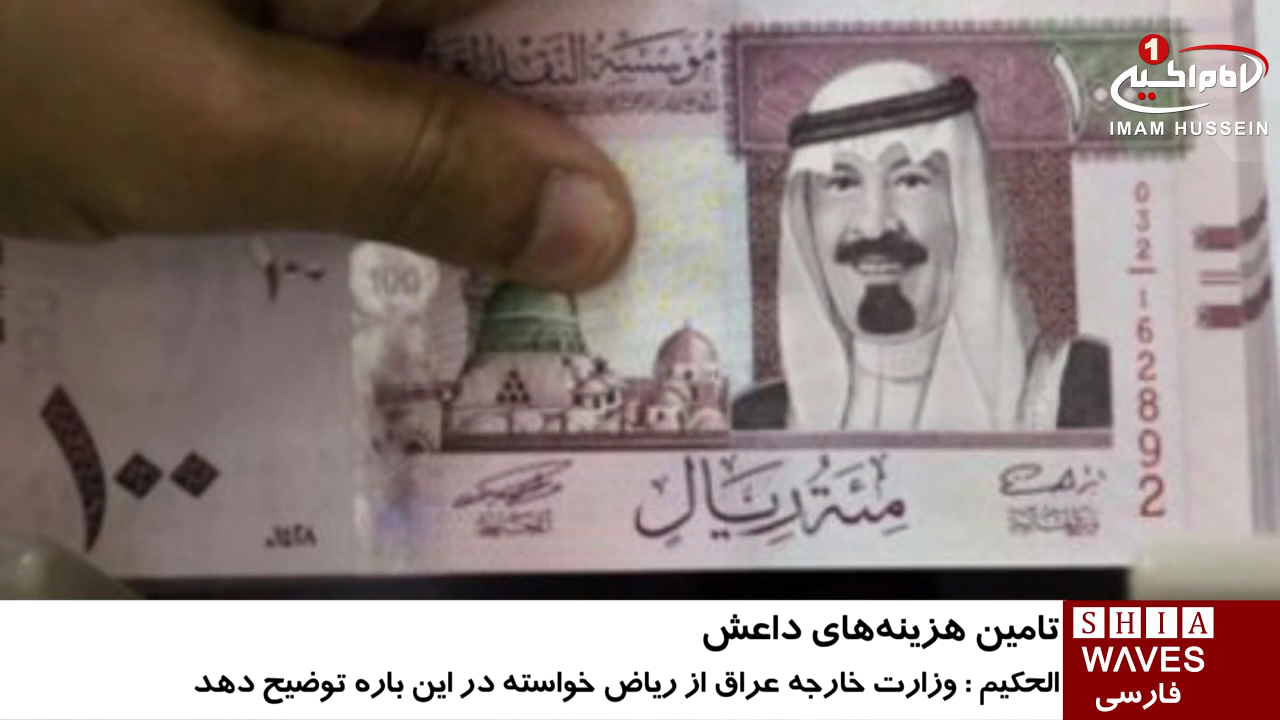 مؤسسة النقد
1
IMAM HUSSEIN
032
162892
100
١٠٠
مئة ريال
تامین هزینه‌های داعش
الحکیم : وزارت خارجه عراق از ریاض خواسته در این باره توضیح دهد
SHIA
WAVES
فارسی